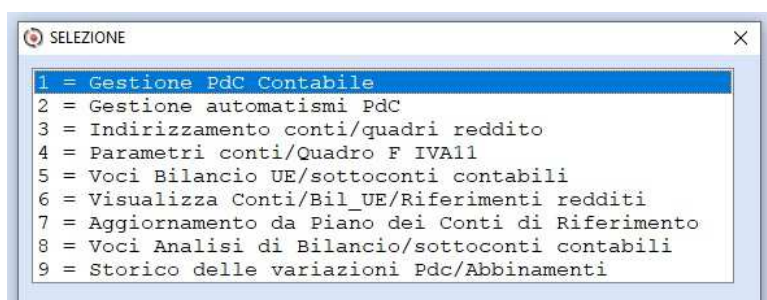 SELEZIONE
1 = Gestione PdC Contabile
2 = Gestione automatismi PdC
3 = Indirizzamento conti/quadri reddito
4 = Parametri conti/Quadro F IVA11
5 = Voci Bilancio UE/sottoconti contabili
6 = Visualizza Conti/Bil_UE/Riferimenti redditi
7 = Aggiornamento da Piano dei Conti di Riferimento
8 = Voci Analisi di Bilancio/sottoconti contabili
9 = Storico delle variazioni Pdc/Abbinamenti